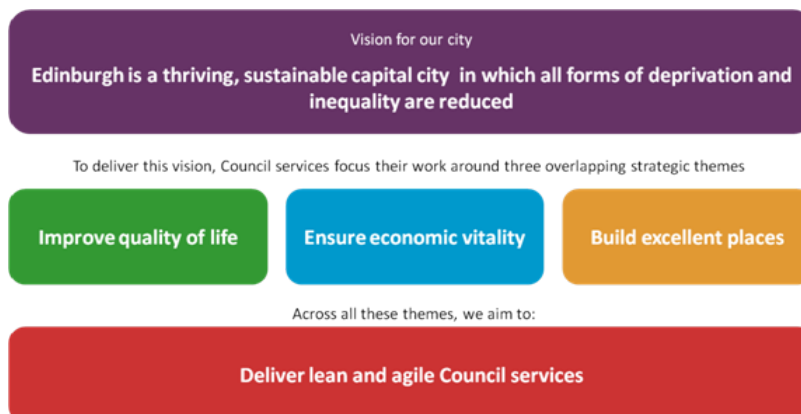 Vision for our city
Edinburgh is a thriving, sustainable capital city in which all forms of deprivation and
inequality are reduced
To deliver this vision, Council services focus their work around three overlapping strategic themes
Improve quality of life
Ensure economic vitality
Build excellent places
Across all these themes, we aim to:
Deliver lean and agile Council services